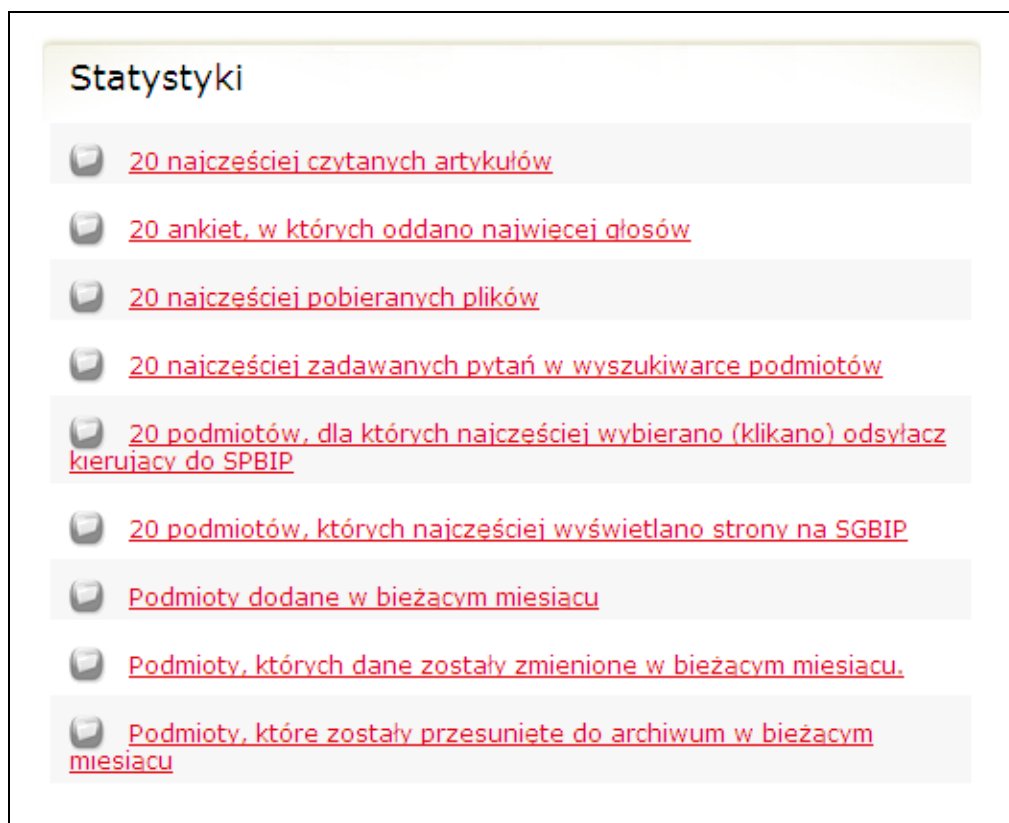 Statystyki
20 najczęściej czytanych artykułów
20 ankiet, w których oddano najwięcej głosów
20 najczęściej pobieranych plików
20 najczęściej zadawanych pytań w wyszukiwarce podmiotów
20 podmiotów, dla których najczęściej wybierano (klikano) odsyłacz
kierujący do SPBIP
20 podmiotów, których najczęściej wyświetlano strony na SGBIP
Podmioty dodane w bieżącym miesiącu
Podmioty, których dane zostały zmienione w bieżącym miesiącu.
Podmioty, które zostały przesunięte do archiwum w bieżącym
miesiącu